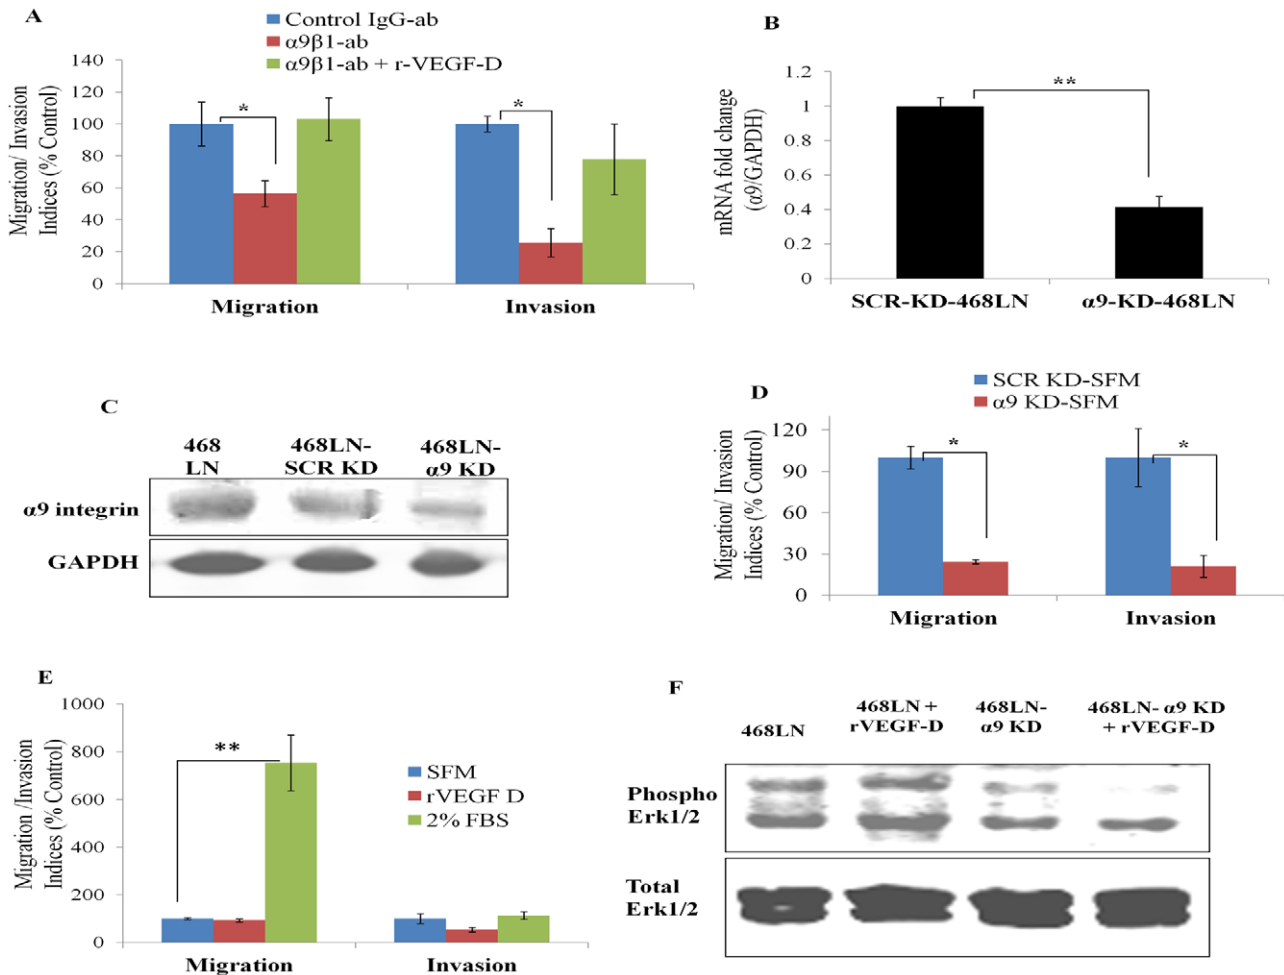 A
Control IgG-ab
α9β1-ab
α9β1-ab + r-VEGF-D
Migration/ Invasion
Indices (% Control)
140
120
100
80
60
40
20
0
*
*
Migration
Invasion
B
mRNA fold change
(α9/GAPDH)
1.2
1
0.8
0.6
0.4
0.2
0
**
SCR-KD-468LN
α9-KD-468LN
C
468
LN
468LN-
SCR KD
468LN-
α9 KD
α9 integrin
GAPDH
D
SCR KD-SFM
α9 KD-SFM
Migration/ Invasion
Indices (% Control)
120
90
60
30
0
*
*
Migration
Invasion
E
Migration /Invasion
Indices (% Control)
1000
800
600
400
200
0
**
SFM
rVEGF D
2% FBS
Migration
Invasion
F
468LN
468LN +
rVEGF-D
468LN-
α9 KD
468LN- α9 KD
+ rVEGF-D
Phospho
Erk1/2
Total
Erk1/2